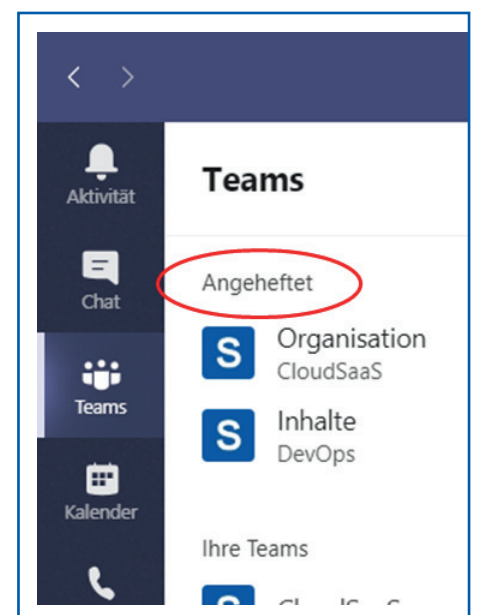 Aktivität
Chat
Teams
Kalender
Teams
Angeheftet
S Organisation
CloudSaaS
S Inhalte
DevOps
Ihre Teams